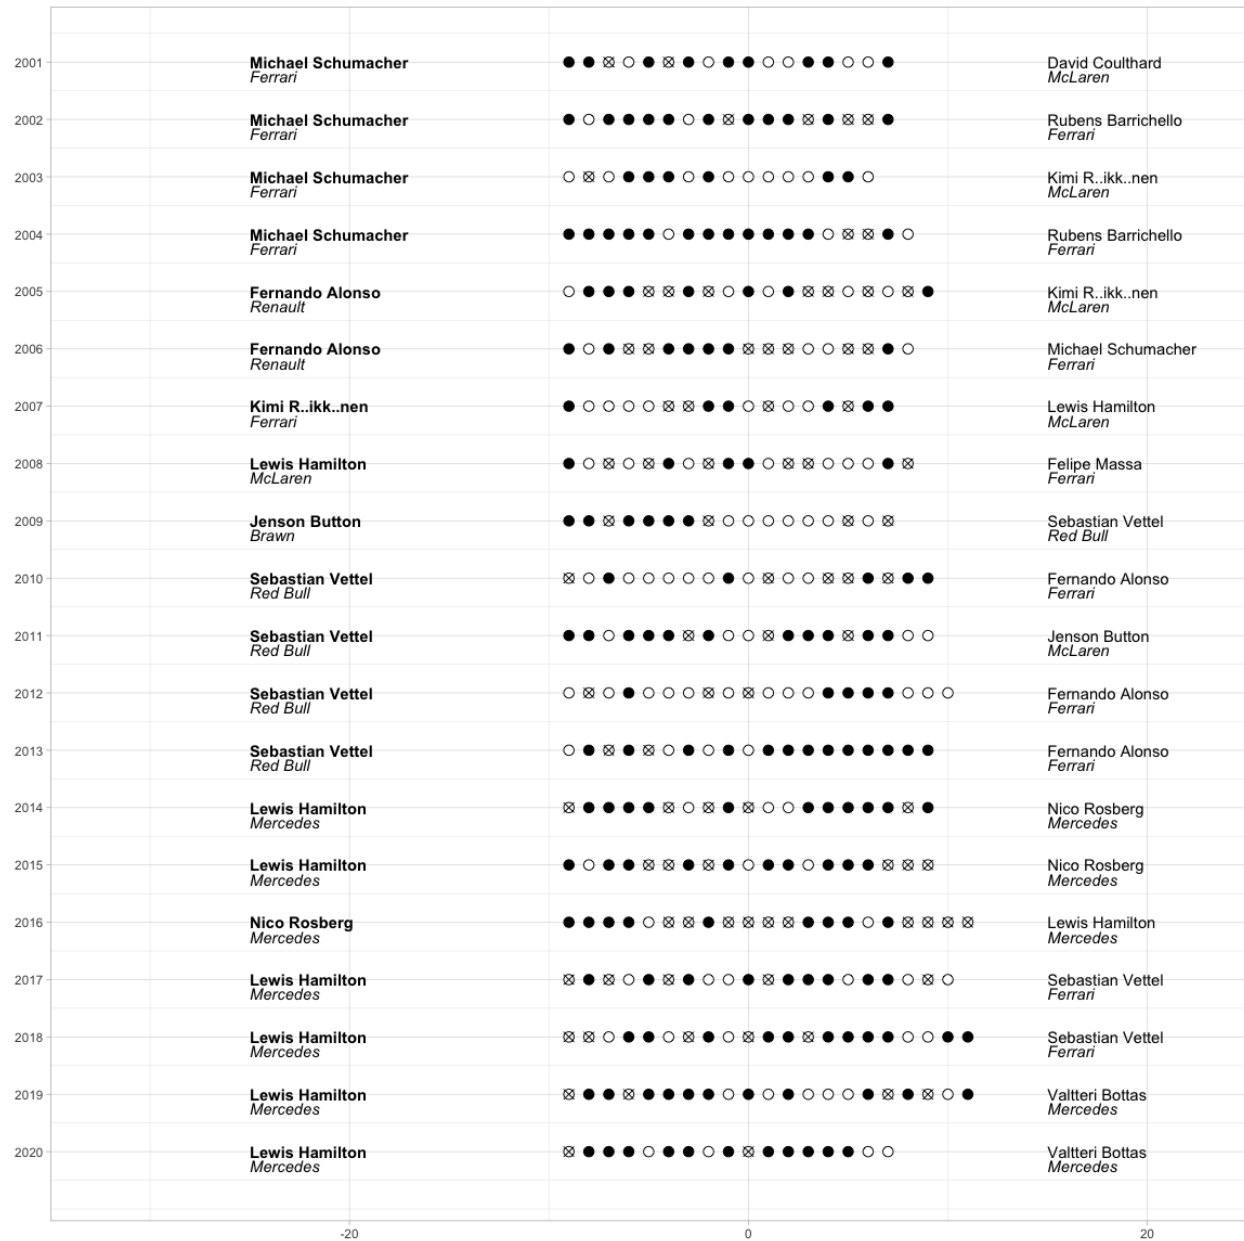 2001 Michael Schumacher David Coulthard
Ferrari McLaren
2002 Michael Schumacher Rubens Barrichello
Ferrari Ferrari
2003 Michael Schumacher Kimi R..ikk..nen
Ferrari McLaren
2004 Michael Schumacher Rubens Barrichello
Ferrari Ferrari
2005 Fernando Alonso Kimi R..ikk..nen
Renault McLaren
2006 Fernando Alonso Michael Schumacher
Renault Ferrari
2007 Kimi R..ikk..nen Lewis Hamilton
Ferrari McLaren
2008 Lewis Hamilton Felipe Massa
McLaren Ferrari
2009 Jenson Button Sebastian Vettel
Brawn Red Bull
2010 Sebastian Vettel Fernando Alonso
Red Bull Ferrari
2011 Sebastian Vettel Jenson Button
Red Bull McLaren
2012 Sebastian Vettel Fernando Alonso
Red Bull Ferrari
2013 Sebastian Vettel Fernando Alonso
Red Bull Ferrari
2014 Lewis Hamilton Nico Rosberg
Mercedes Mercedes
2015 Lewis Hamilton Nico Rosberg
Mercedes Mercedes
2016 Nico Rosberg Lewis Hamilton
Mercedes Mercedes
2017 Lewis Hamilton Sebastian Vettel
Mercedes Ferrari
2018 Lewis Hamilton Sebastian Vettel
Mercedes Ferrari
2019 Lewis Hamilton Valtteri Bottas
Mercedes Mercedes
2020 Lewis Hamilton Valtteri Bottas
Mercedes Mercedes
-20 0 20